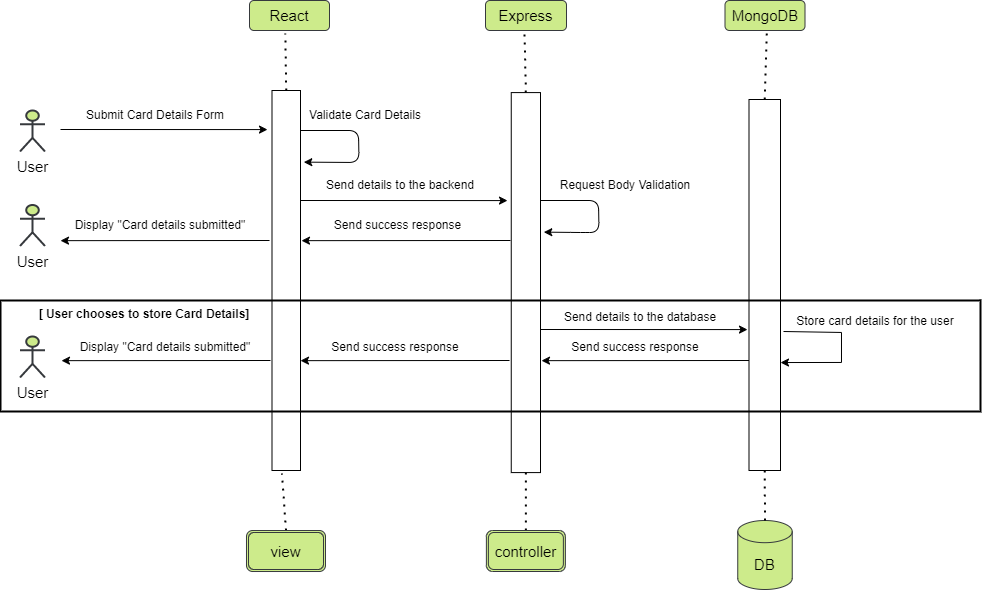 React
Express
MongoDB
Submit Card Details Form
Validate Card Details
User
Send details to the backend
Request Body Validation
Display "Card details submitted"
Send success response
User
[ User chooses to store Card Details]
Send details to the database
Store card details for the user
Display "Card details submitted"
Send success response
Send success response
User
view
controller
DB